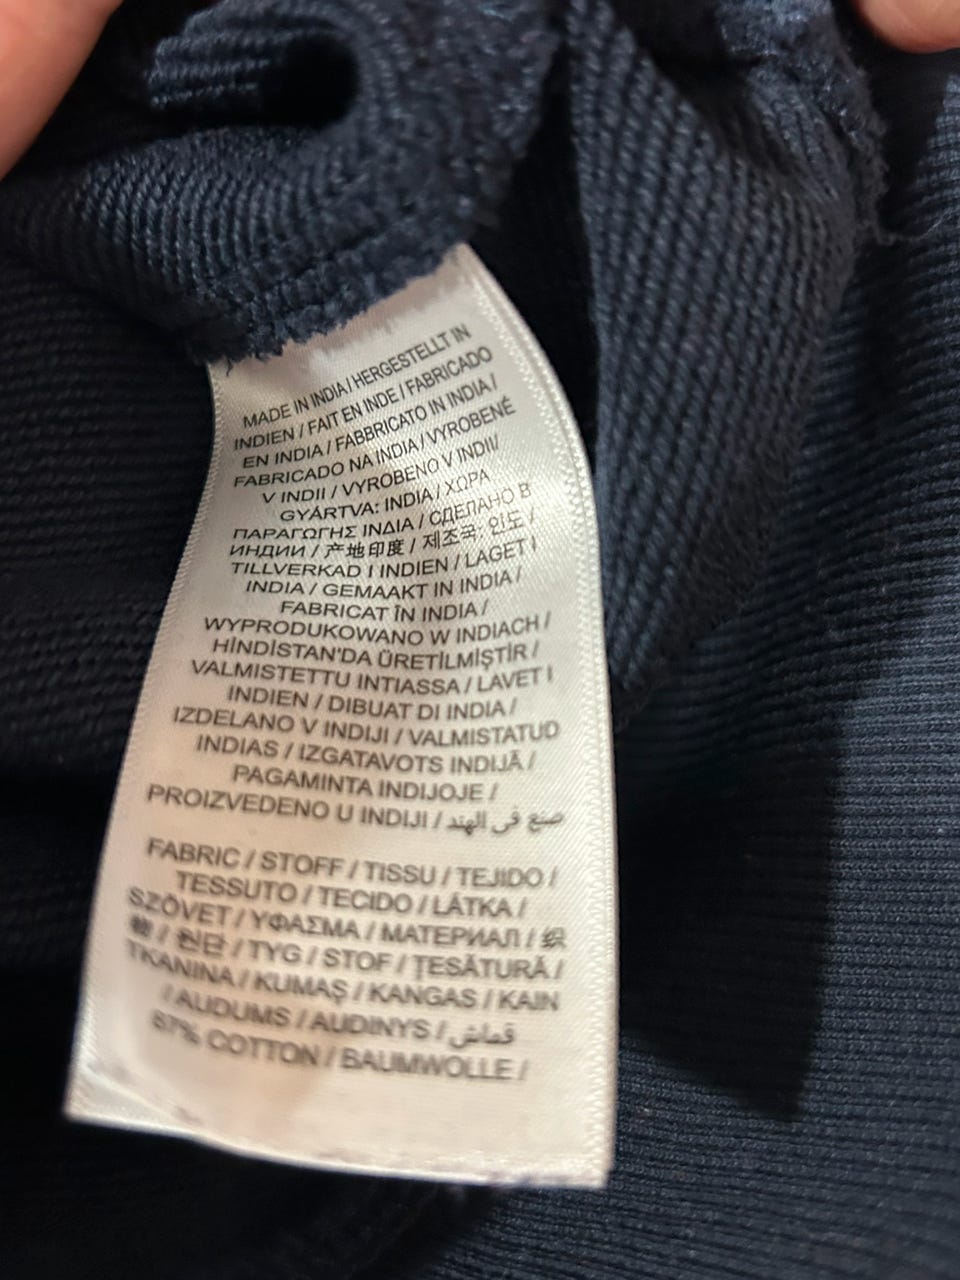 MADE IN INDIA / HERGESTELLT IN
INDIEN / FAIT EN INDE / FABRICADO
EN INDIA / FABBRICATO IN INDIA /
FABRICADO NA INDIA / VYROBENÉ
V INDII / VYROBENO V INDII/
GYÁRTVA: INDIA / ΧΩΡΑ
ΠΑΡΑΓΩΓΗΣ ΙΝΔΙΑ / СДЕЛАНО В
ИНДИИ / 产地印度 / 제조국: 인도 /
TILLVERKAD I INDIEN / LAGET I
INDIA / GEMAAKT IN INDIA /
FABRICAT ÎN INDIA /
WYPRODUKOWANO W INDIACH /
HİNDİSTAN'DA ÜRETİLMİŞTİR /
VALMISTETTU INTIASSA / LAVET I
INDIEN / DIBUAT DI INDIA /
IZDELANO V INDIJI / VALMISTATUD
INDIAS / IZGATAVOTS INDIJĀ /
PAGAMINTA INDIJOJE /
PROIZVEDENO U INDIJI / صنع في الهند
FABRIC / STOFF / TISSU / TEJIDO /
TESSUTO / TECIDO / LÁTKA /
SZÖVET / ΥΦΑΣΜΑ / МАТЕРИАЛ / 织
/ 원단 / TYG / STOF / ŢESĂTURĂ /
TKANINA / KUMAŞ / KANGAS / KAIN
/ AUDUMS / AUDINYS / قماش
67% COTTON / BAUMWOLLE /